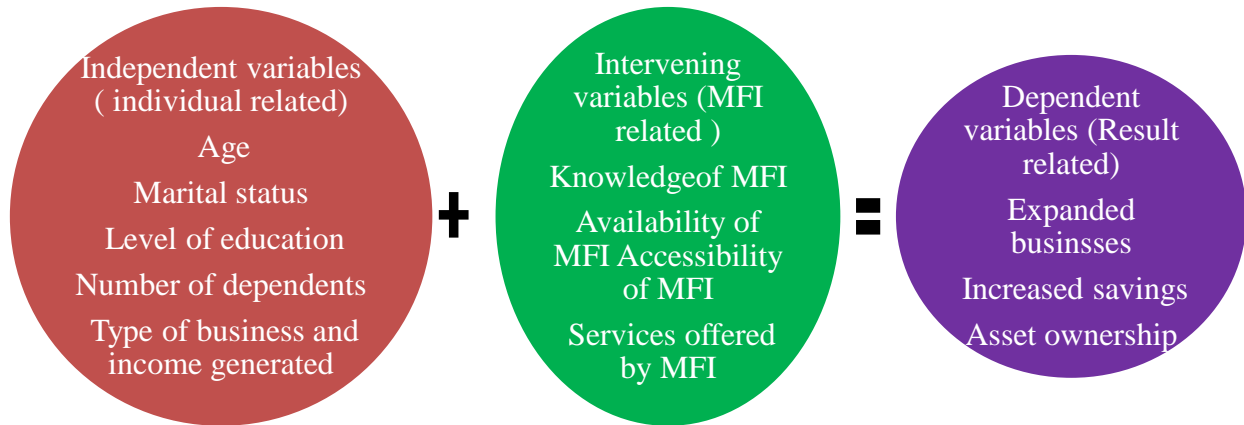 Independent variables
( individual related)
Age
Marital status
Level of education
Number of dependents
Type of business and
income generated
+
Intervening
variables (MFI
related )
Knowledgeof MFI
Availability of
MFI Accessibility
of MFI
Services offered
by MFI
=
Dependent
variables (Result
related)
Expanded
businsses
Increased savings
Asset ownership